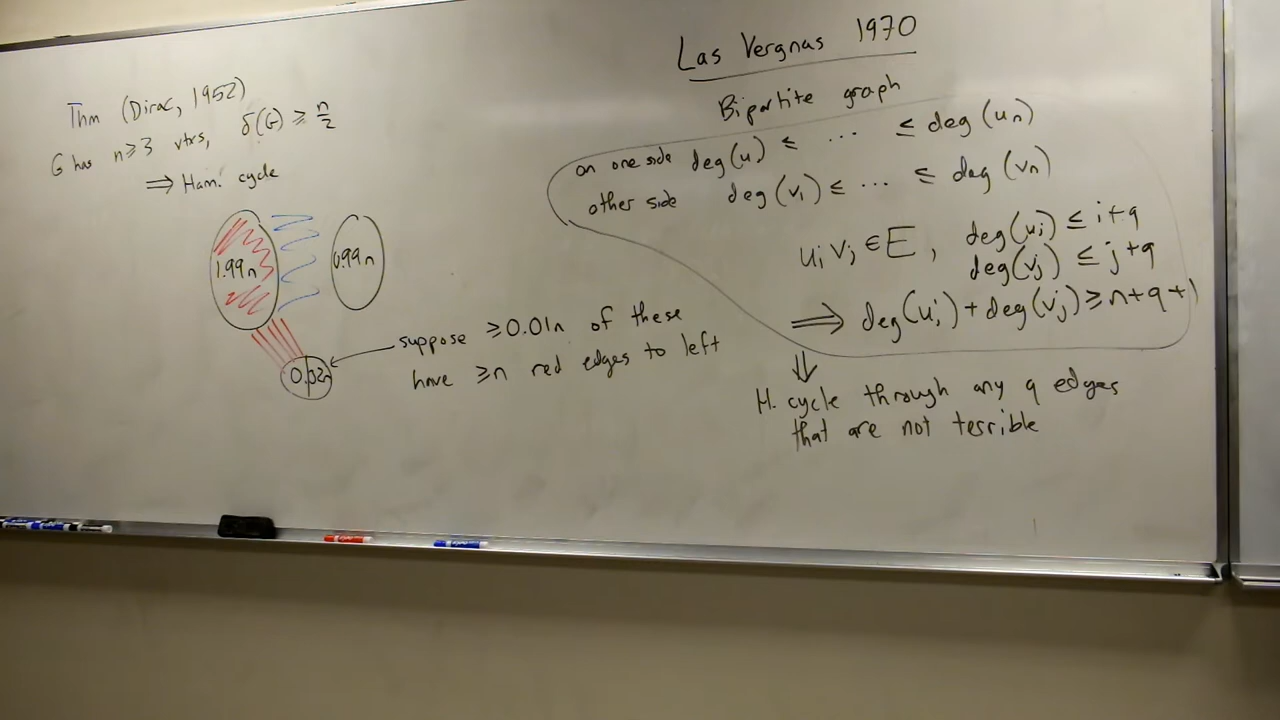 Thm (Dirac, 1952)
G has n ≥ 3 vtrs, δ(G) ≥ n/2
⟹ Ham. cycle
1.99n
0.99n
0.02n
suppose ≥ 0.01n of these
have ≥ n red edges to left
Las Vergnas 1970
Bipartite graph
on one side deg(u,) ≤ ... ≤ deg(uₙ)
other side deg(v₁) ≤ ... ≤ deg(vₙ)
uᵢvⱼ ∈ E, deg(uᵢ) ≤ i+q
deg(vⱼ) ≤ j+q
⟹ deg(uᵢ) + deg(vⱼ) ≥ n+q+1
⇓
H. cycle through any q edges
that are not terrible